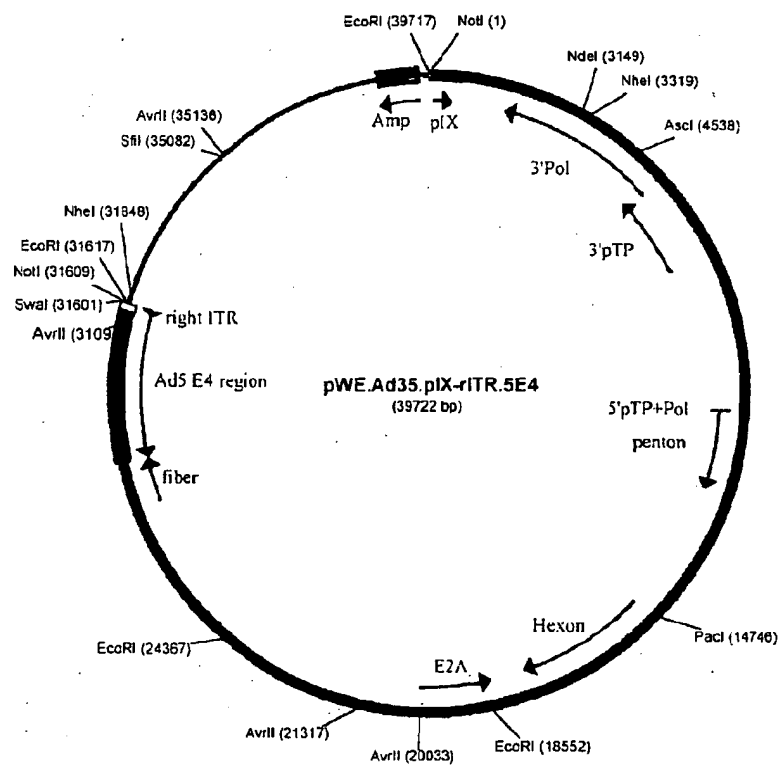 EcoRI (39717)
NotI (1)
NdeI (3149)
NheI (3319)
AscI (4538)
AvrII (35136)
SfiI (35082)
Amp
pIX
3'Pol
3'pTP
NheI (31848)
EcoRI (31617)
NotI (31609)
SwaI (31601)
AvrII (3109
right ITR
Ad5 E4 region
fiber
pWE.Ad35.pIX-rITR.5E4
(39722 bp)
5'pTP+Pol
penton
Hexon
PacI (14746)
E2A
EcoRI (24367)
AvrII (21317)
AvrII (20033)
EcoRI (18552)